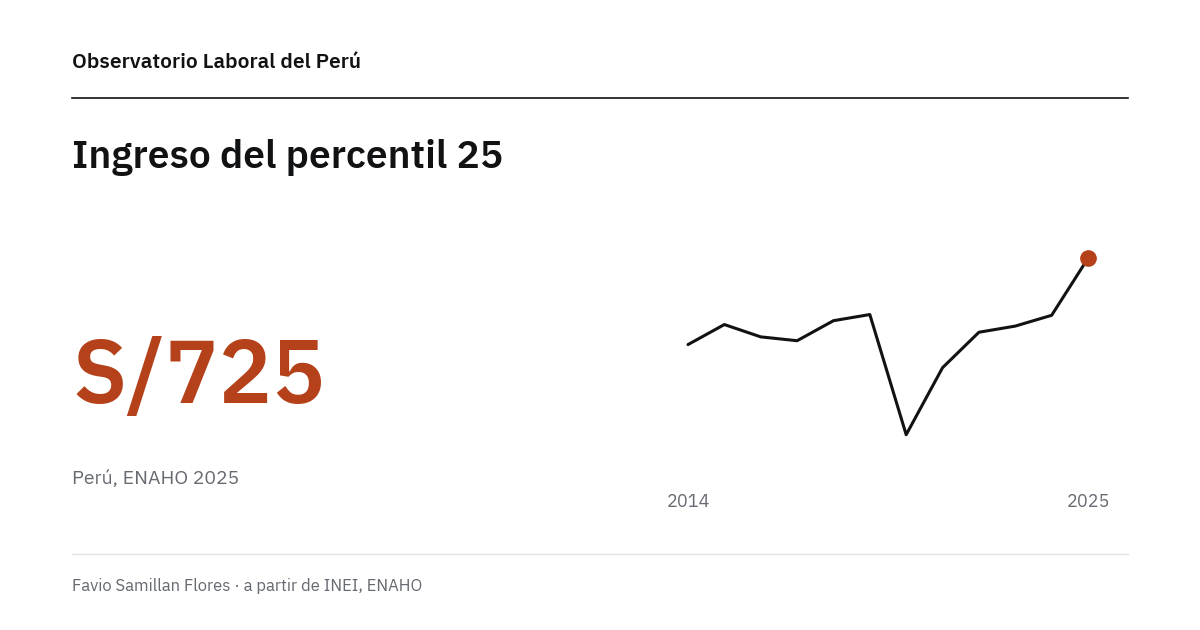 Observatorio Laboral del Perú
Ingreso del percentil 25
S/725
Perú, ENAHO 2025
2014
2025
Favio Samillan Flores · a partir de INEI, ENAHO